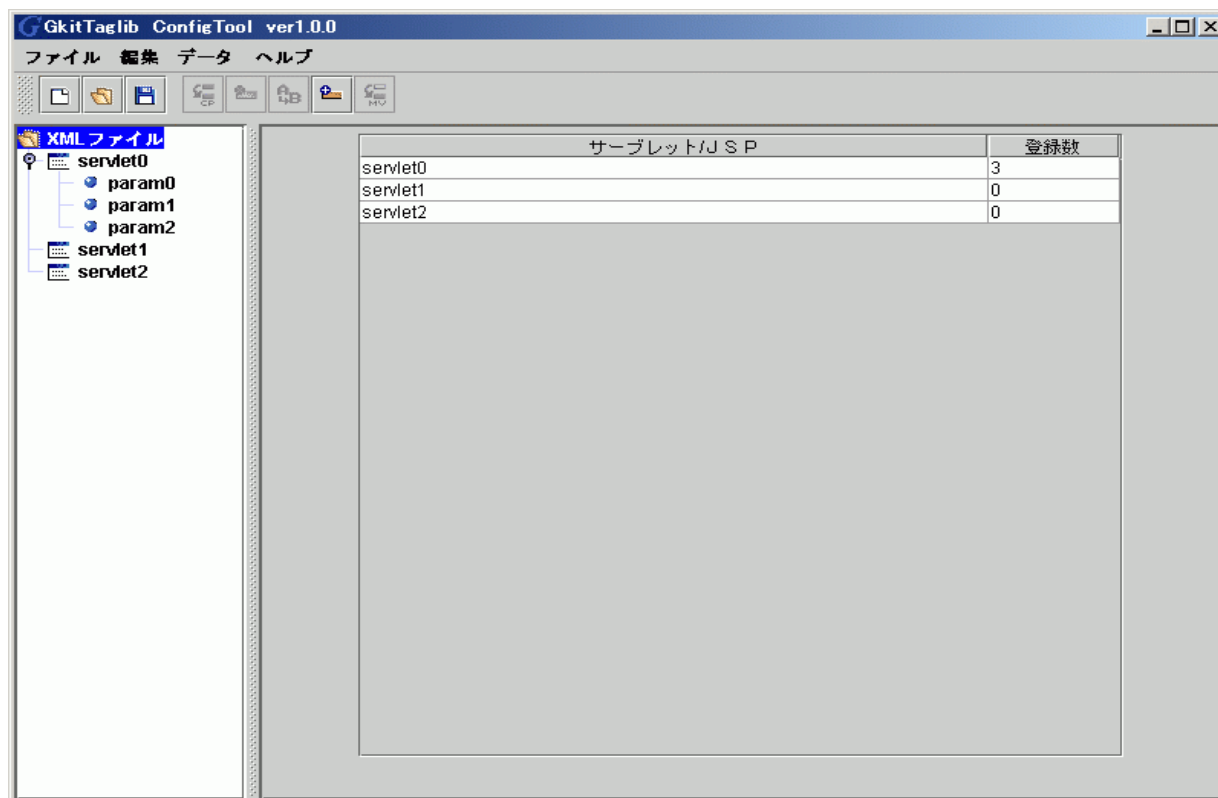 GkitTaglib ConfigTool ver1.0.0
ファイル 編集 データ ヘルプ
CP A B MV
XMLファイル
servlet0
param0
param1
param2
servlet1
servlet2
サーブレット/JSP 登録数
servlet0 3
servlet1 0
servlet2 0